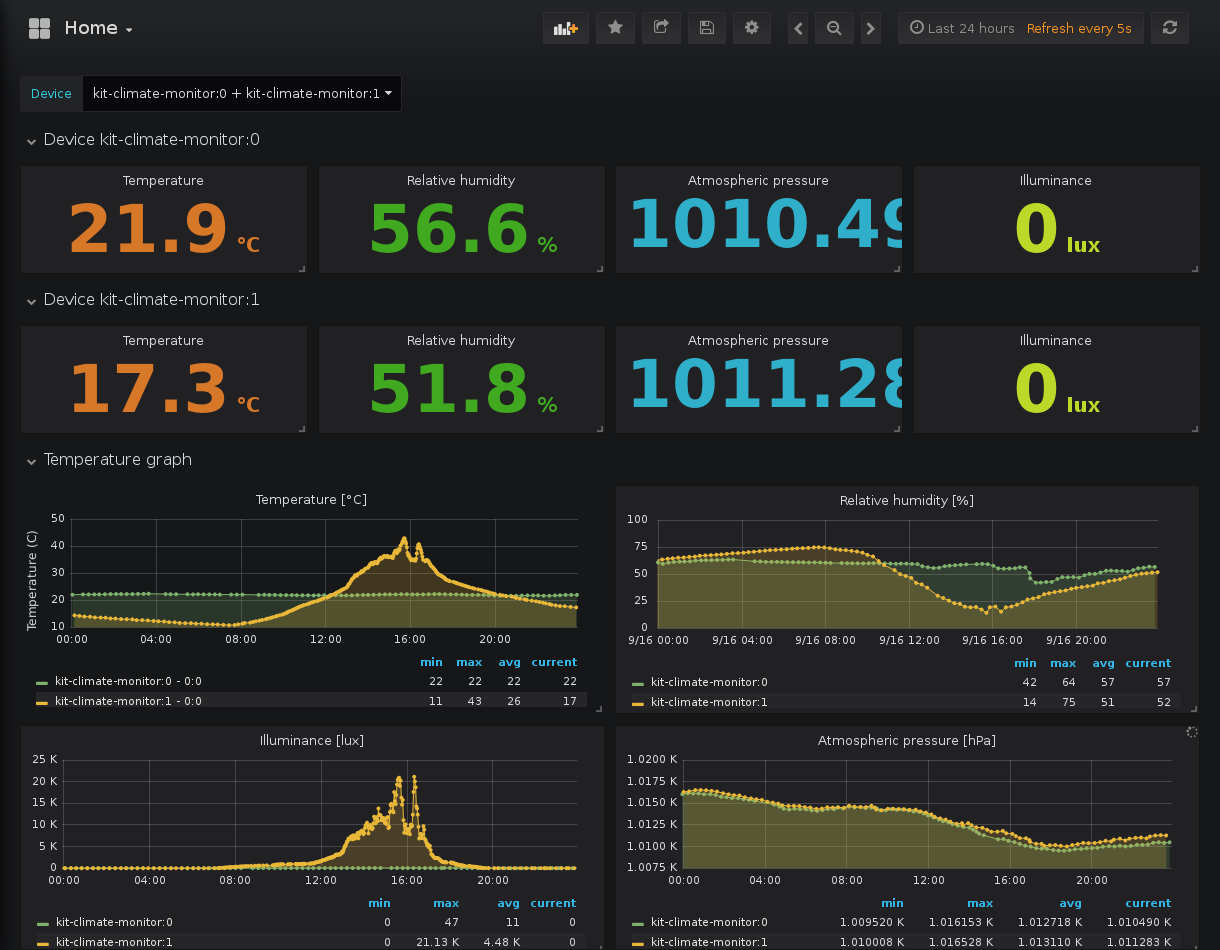 Home
Last 24 hours Refresh every 5s
Device kit-climate-monitor:0 + kit-climate-monitor:1
Device kit-climate-monitor:0
Temperature Relative humidity Atmospheric pressure Illuminance
21.9 °C 56.6 % 1010.49 0 lux
Device kit-climate-monitor:1
Temperature Relative humidity Atmospheric pressure Illuminance
17.3 °C 51.8 % 1011.28 0 lux
Temperature graph
Temperature [°C]
Temperature (C)
50
40
30
20
10
00:00 04:00 08:00 12:00 16:00 20:00
min max avg current
kit-climate-monitor:0 - 0:0 22 22 22 22
kit-climate-monitor:1 - 0:0 11 43 26 17
Relative humidity [%]
100
75
50
25
0
9/16 00:00 9/16 04:00 9/16 08:00 9/16 12:00 9/16 16:00 9/16 20:00
min max avg current
kit-climate-monitor:0 42 64 57 57
kit-climate-monitor:1 14 75 51 52
Illuminance [lux]
25 K
20 K
15 K
10 K
5 K
0
00:00 04:00 08:00 12:00 16:00 20:00
min max avg current
kit-climate-monitor:0 0 47 11 0
kit-climate-monitor:1 0 21.13 K 4.48 K 0
Atmospheric pressure [hPa]
1.0200 K
1.0175 K
1.0150 K
1.0125 K
1.0100 K
1.0075 K
00:00 04:00 08:00 12:00 16:00 20:00
min max avg current
kit-climate-monitor:0 1.009520 K 1.016153 K 1.012718 K 1.010490 K
kit-climate-monitor:1 1.010008 K 1.016528 K 1.013110 K 1.011283 K